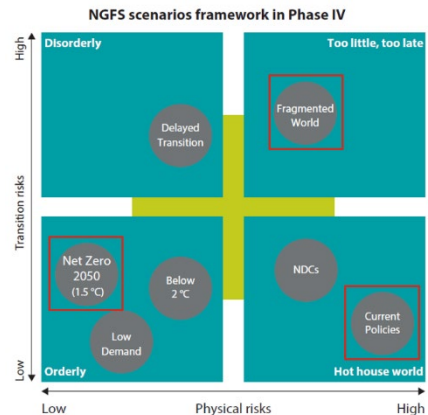 NGFS scenarios framework in Phase IV
High
Transition risks
Low
Disorderly
Too little, too late
Delayed
Transition
Fragmented
World
Net Zero
2050
(1.5 °C)
Below
2 °C
Low
Demand
NDCs
Current
Policies
Orderly
Hot house world
Low
Physical risks
High